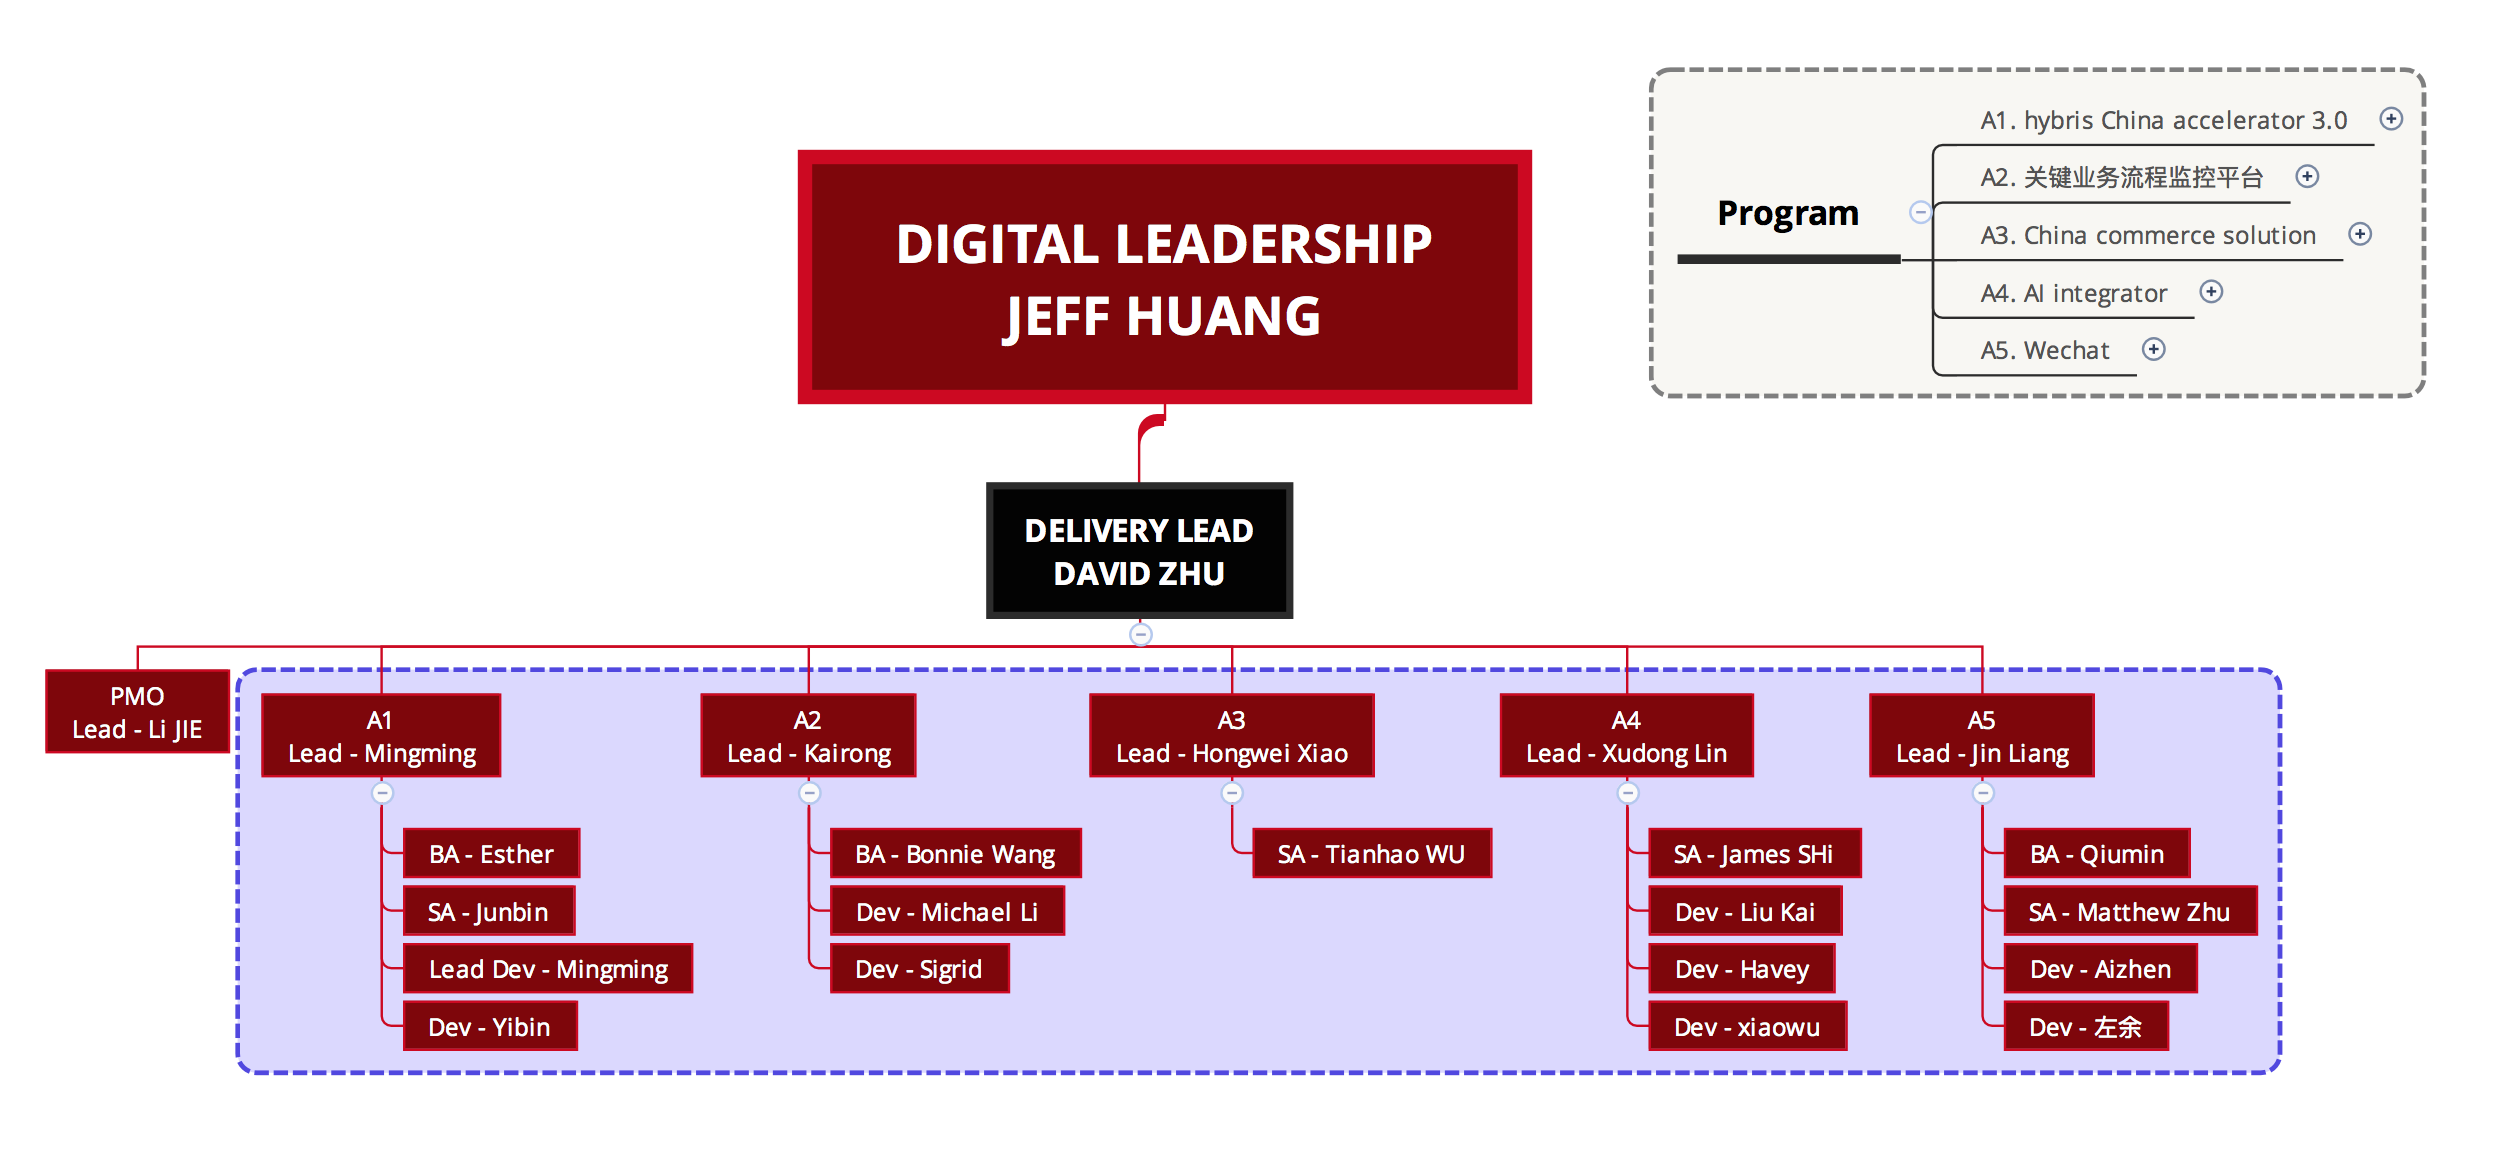 DIGITAL LEADERSHIP
JEFF HUANG
Program
A1. hybris China accelerator 3.0
A2. 关键业务流程监控平台
A3. China commerce solution
A4. AI integrator
A5. Wechat
DELIVERY LEAD
DAVID ZHU
PMO
Lead - Li JIE
A1
Lead - Mingming
BA - Esther
SA - Junbin
Lead Dev - Mingming
Dev - Yibin
A2
Lead - Kairong
BA - Bonnie Wang
Dev - Michael Li
Dev - Sigrid
A3
Lead - Hongwei Xiao
SA - Tianhao WU
A4
Lead - Xudong Lin
SA - James SHi
Dev - Liu Kai
Dev - Havey
Dev - xiaowu
A5
Lead - Jin Liang
BA - Qiumin
SA - Matthew Zhu
Dev - Aizhen
Dev - 左余